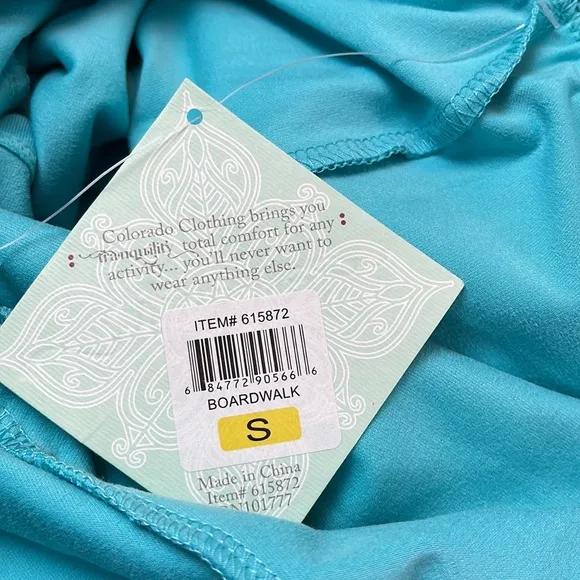 Colorado Clothing brings you
tranquility total comfort for any
activity... you'll never want to
wear anything else.
ITEM# 615872
6 84772 90566 6
BOARDWALK
S
Made in China
Item# 615872
N101777